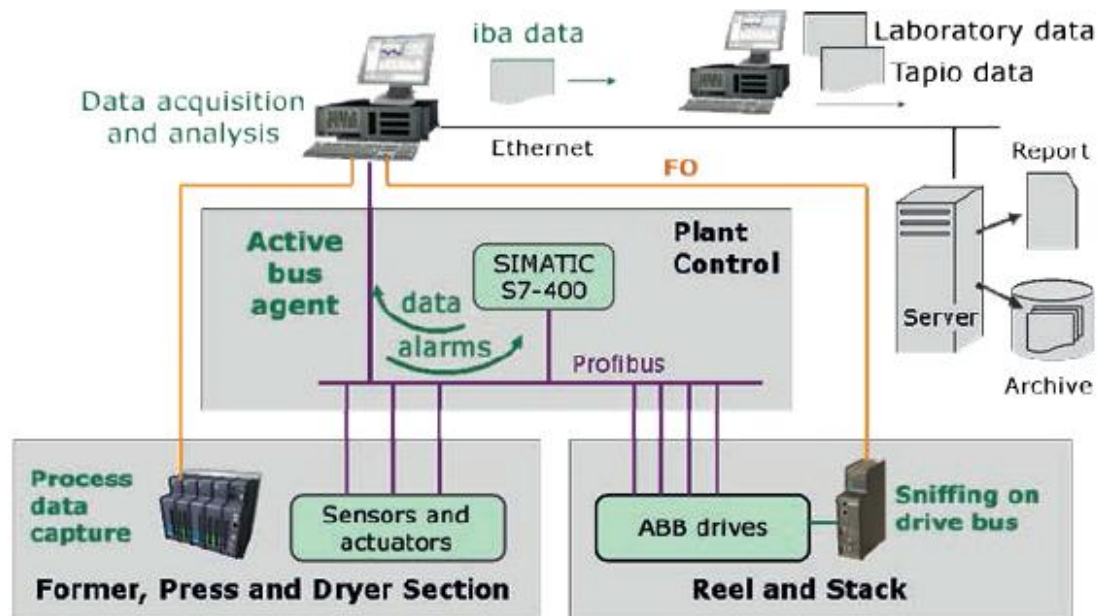 iba data
Laboratory data
Tapio data
Data acquisition
and analysis
Ethernet
Report
FO
Active
bus
agent
Plant
Control
SIMATIC
S7-400
data
alarms
Server
Profibus
Archive
Process
data
capture
Sensors and
actuators
ABB drives
Sniffing on
drive bus
Former, Press and Dryer Section
Reel and Stack